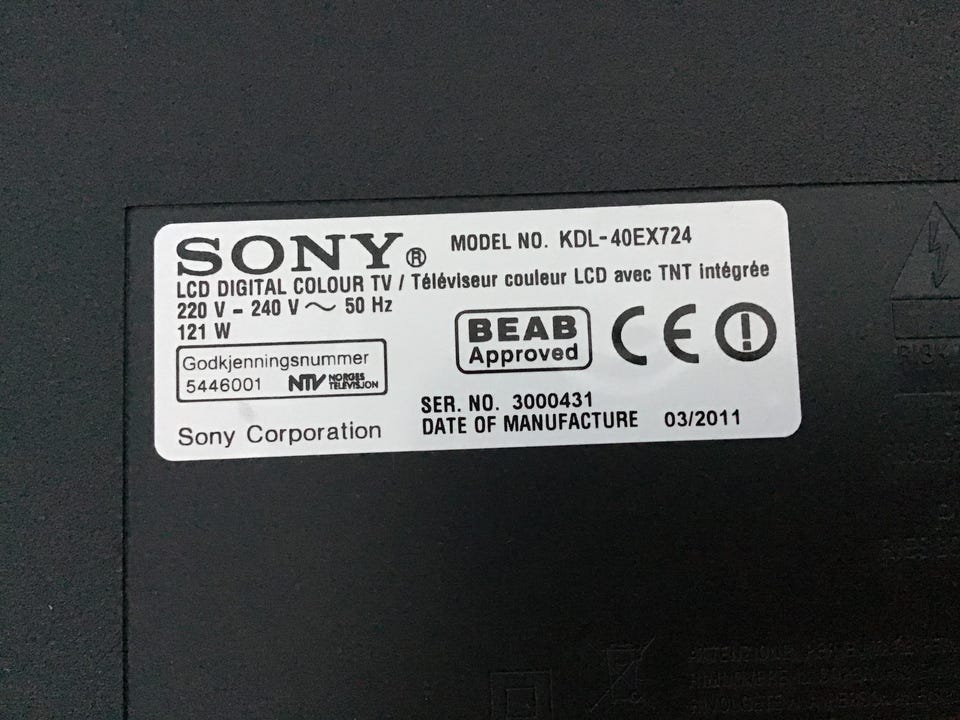 SONY®
MODEL NO. KDL-40EX724
LCD DIGITAL COLOUR TV / Téléviseur couleur LCD avec TNT intégrée
220 V - 240 V ~ 50 Hz
121 W
BEAB
Approved
CE
Godkjenningsnummer
5446001 NTV NORGES TELEVISJON
SER. NO. 3000431
DATE OF MANUFACTURE 03/2011
Sony Corporation